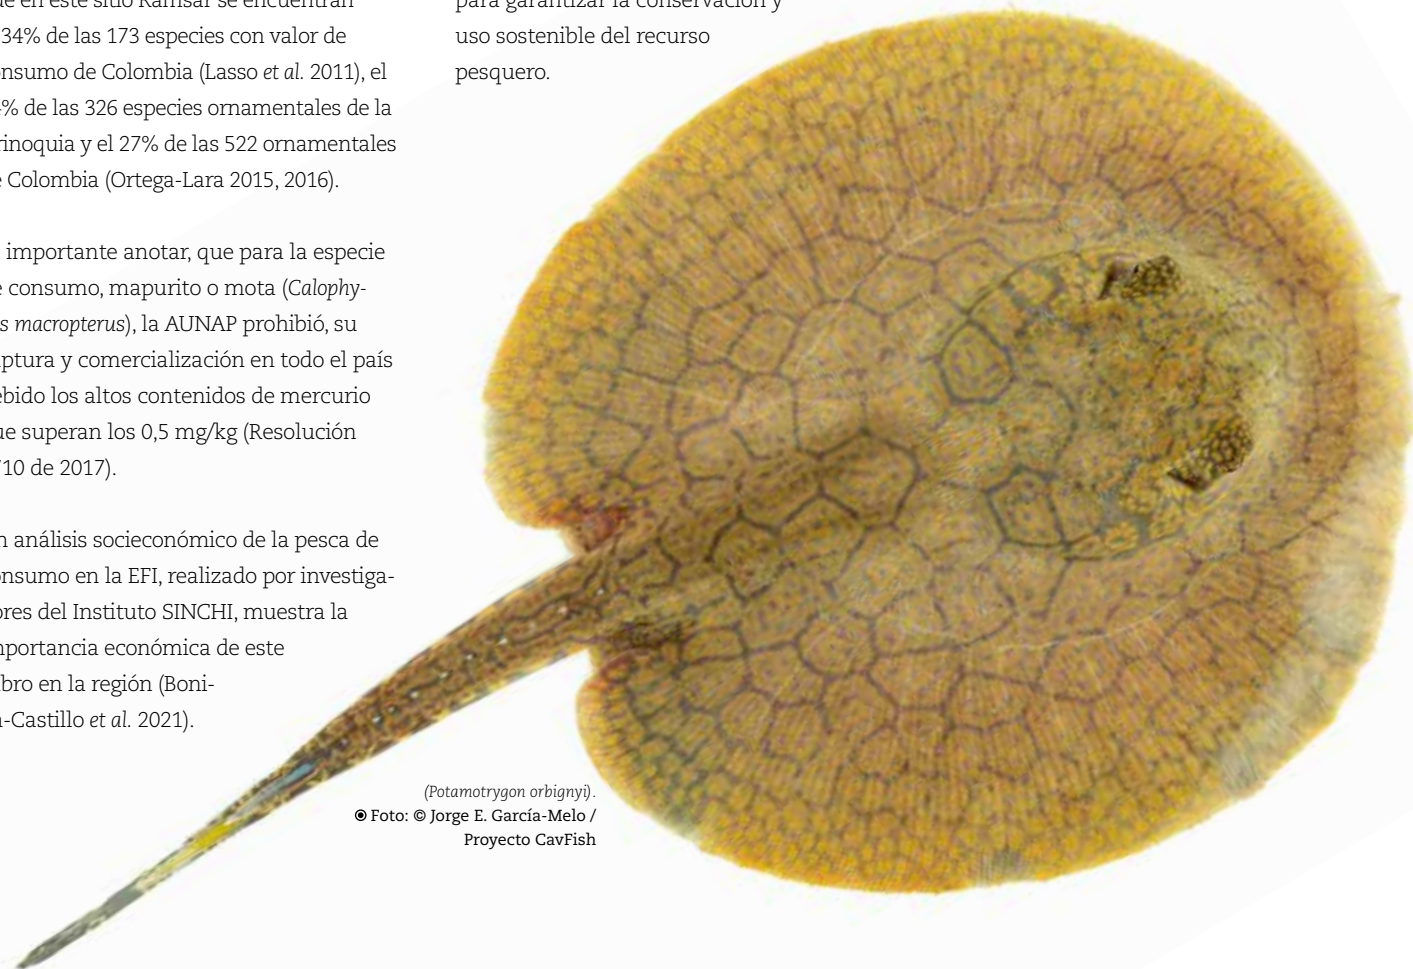 de en este sitio Ramsar se encuentran
34% de las 173 especies con valor de
nsumo de Colombia (Lasso et al. 2011), el
% de las 326 especies ornamentales de la
rinoquia y el 27% de las 522 ornamentales
e Colombia (Ortega-Lara 2015, 2016).
importante anotar, que para la especie
e consumo, mapurito o mota (Calophy-
s macropterus), la AUNAP prohibió, su
ptura y comercialización en todo el país
ebido los altos contenidos de mercurio
ue superan los 0,5 mg/kg (Resolución
710 de 2017).
n análisis socieconómico de la pesca de
onsumo en la EFI, realizado por investiga-
ores del Instituto SINCHI, muestra la
mportancia económica de este
bro en la región (Boni-
a-Castillo et al. 2021).
para garantizar la conservación y
uso sostenible del recurso
pesquero.
(Potamotrygon orbignyi).
Foto: © Jorge E. García-Melo /
Proyecto CavFish